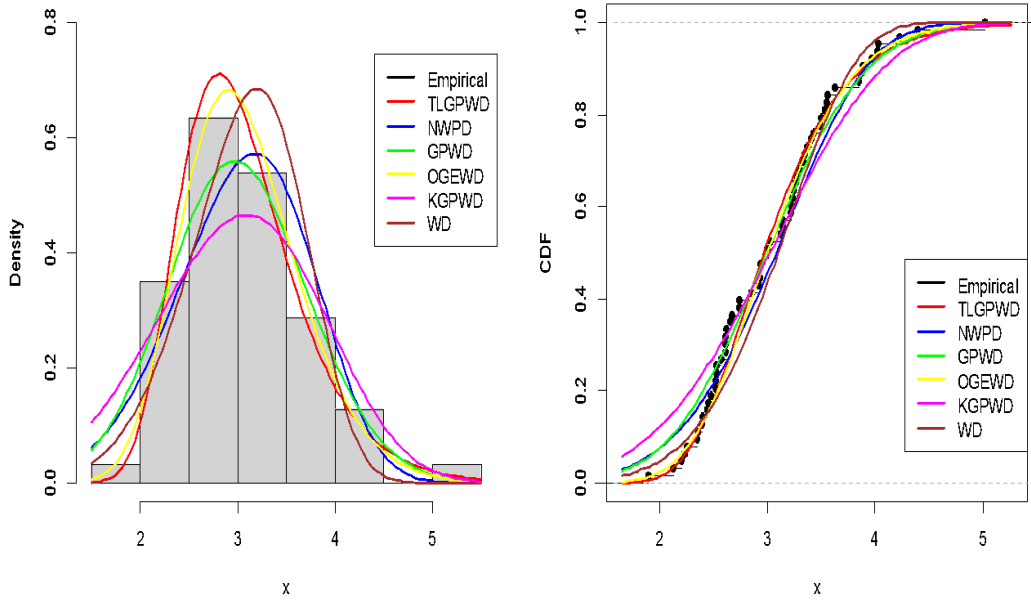 Density
0.0
0.2
0.4
0.6
0.8
2
3
4
5
x
Empirical
TLGPWD
NWPD
GPWD
OGEWD
KGPWD
WD
CDF
0.0
0.2
0.4
0.6
0.8
1.0
2
3
4
5
x
Empirical
TLGPWD
NWPD
GPWD
OGEWD
KGPWD
WD